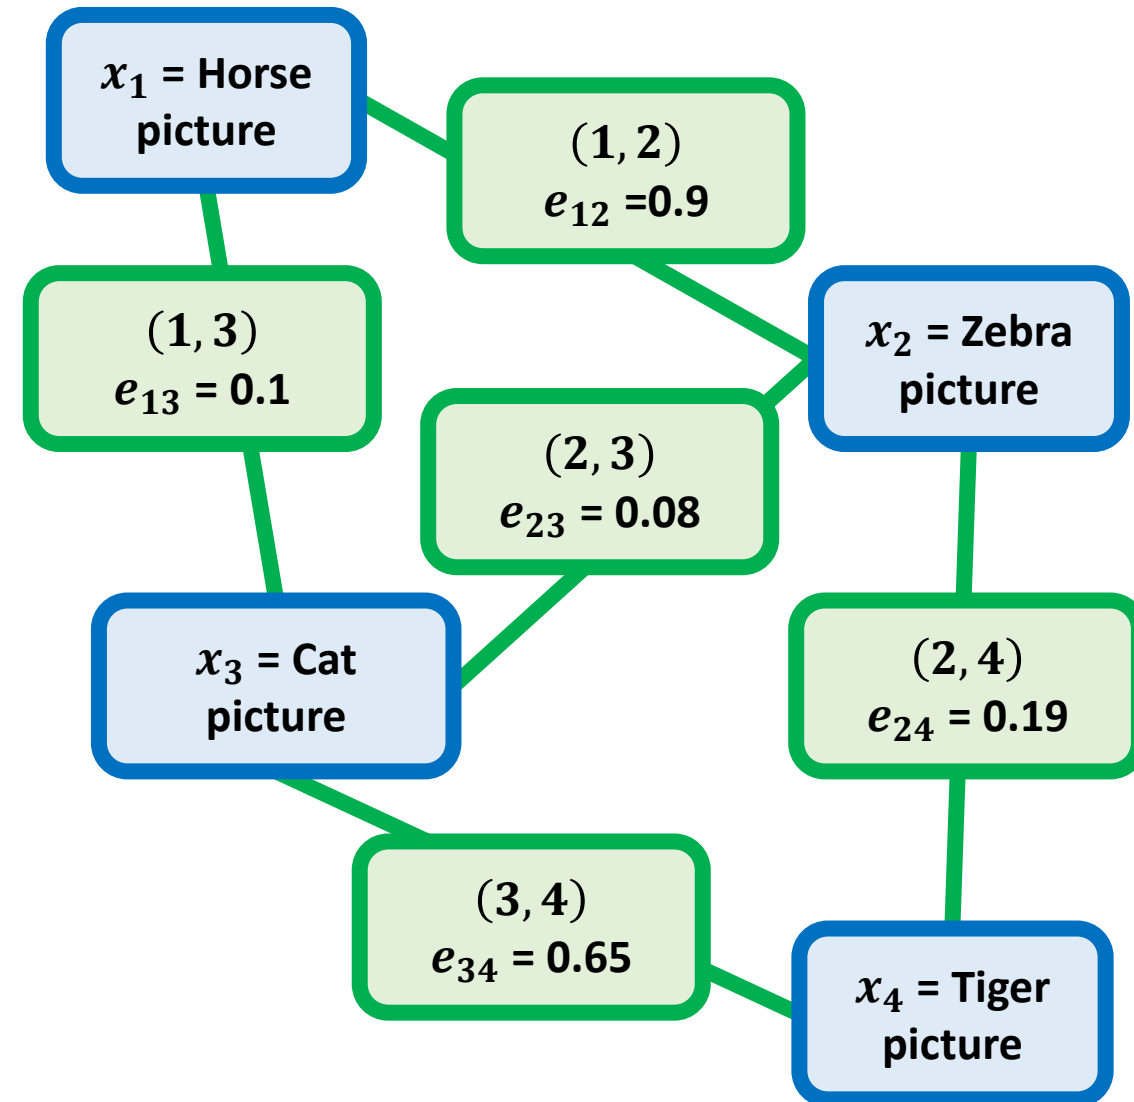 x₁ = Horse
picture
(1, 2)
e₁₂ =0.9
(1, 3)
e₁₃ = 0.1
x₂ = Zebra
picture
(2, 3)
e₂₃ = 0.08
x₃ = Cat
picture
(2, 4)
e₂₄ = 0.19
(3, 4)
e₃₄ = 0.65
x₄ = Tiger
picture